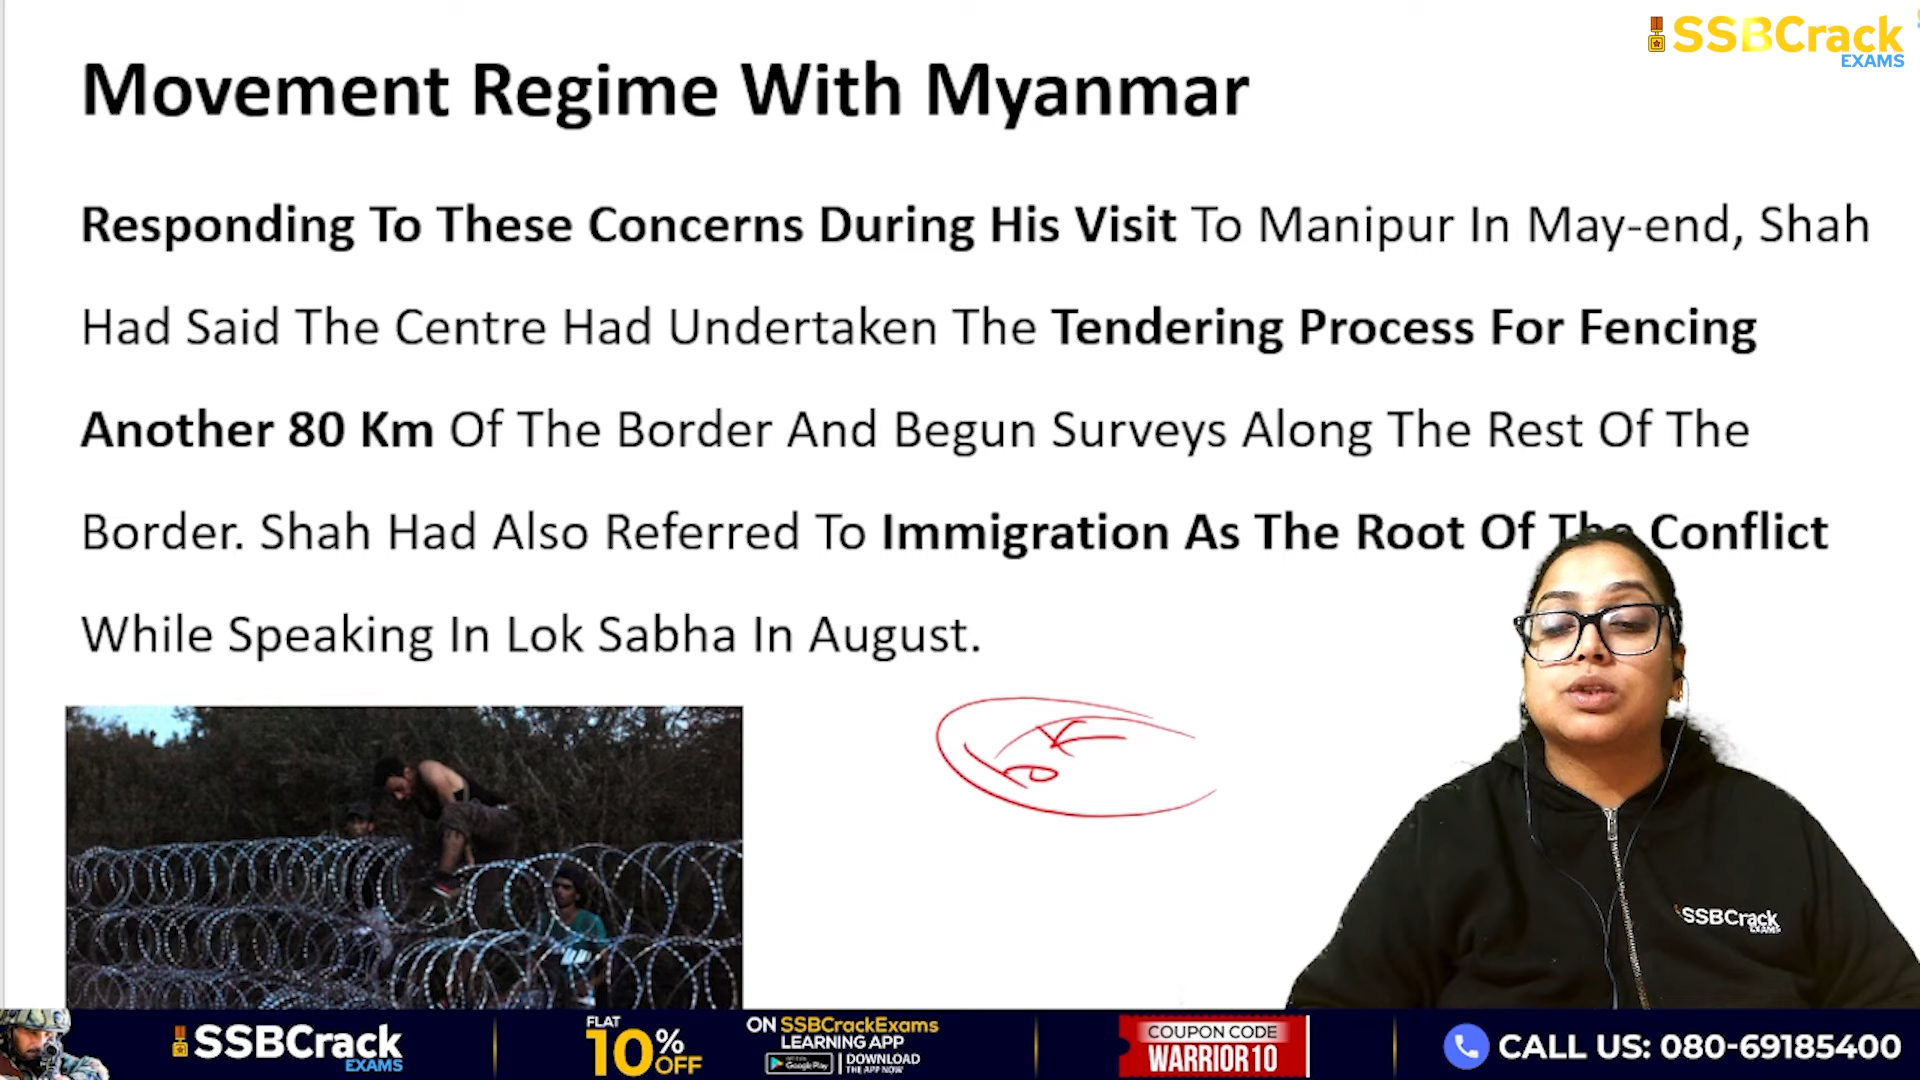 SSBCrack
EXAMS
Movement Regime With Myanmar
Responding To These Concerns During His Visit To Manipur In May-end, Shah
Had Said The Centre Had Undertaken The Tendering Process For Fencing
Another 80 Km Of The Border And Begun Surveys Along The Rest Of The
Border. Shah Had Also Referred To Immigration As The Root Of The Conflict
While Speaking In Lok Sabha In August.
SSBCrack
EXAMS
SSBCrack
EXAMS
FLAT
10% OFF
ON SSBCrackExams
LEARNING APP
Google Play
DOWNLOAD
THE APP NOW
COUPON CODE
WARRIOR10
CALL US: 080-69185400